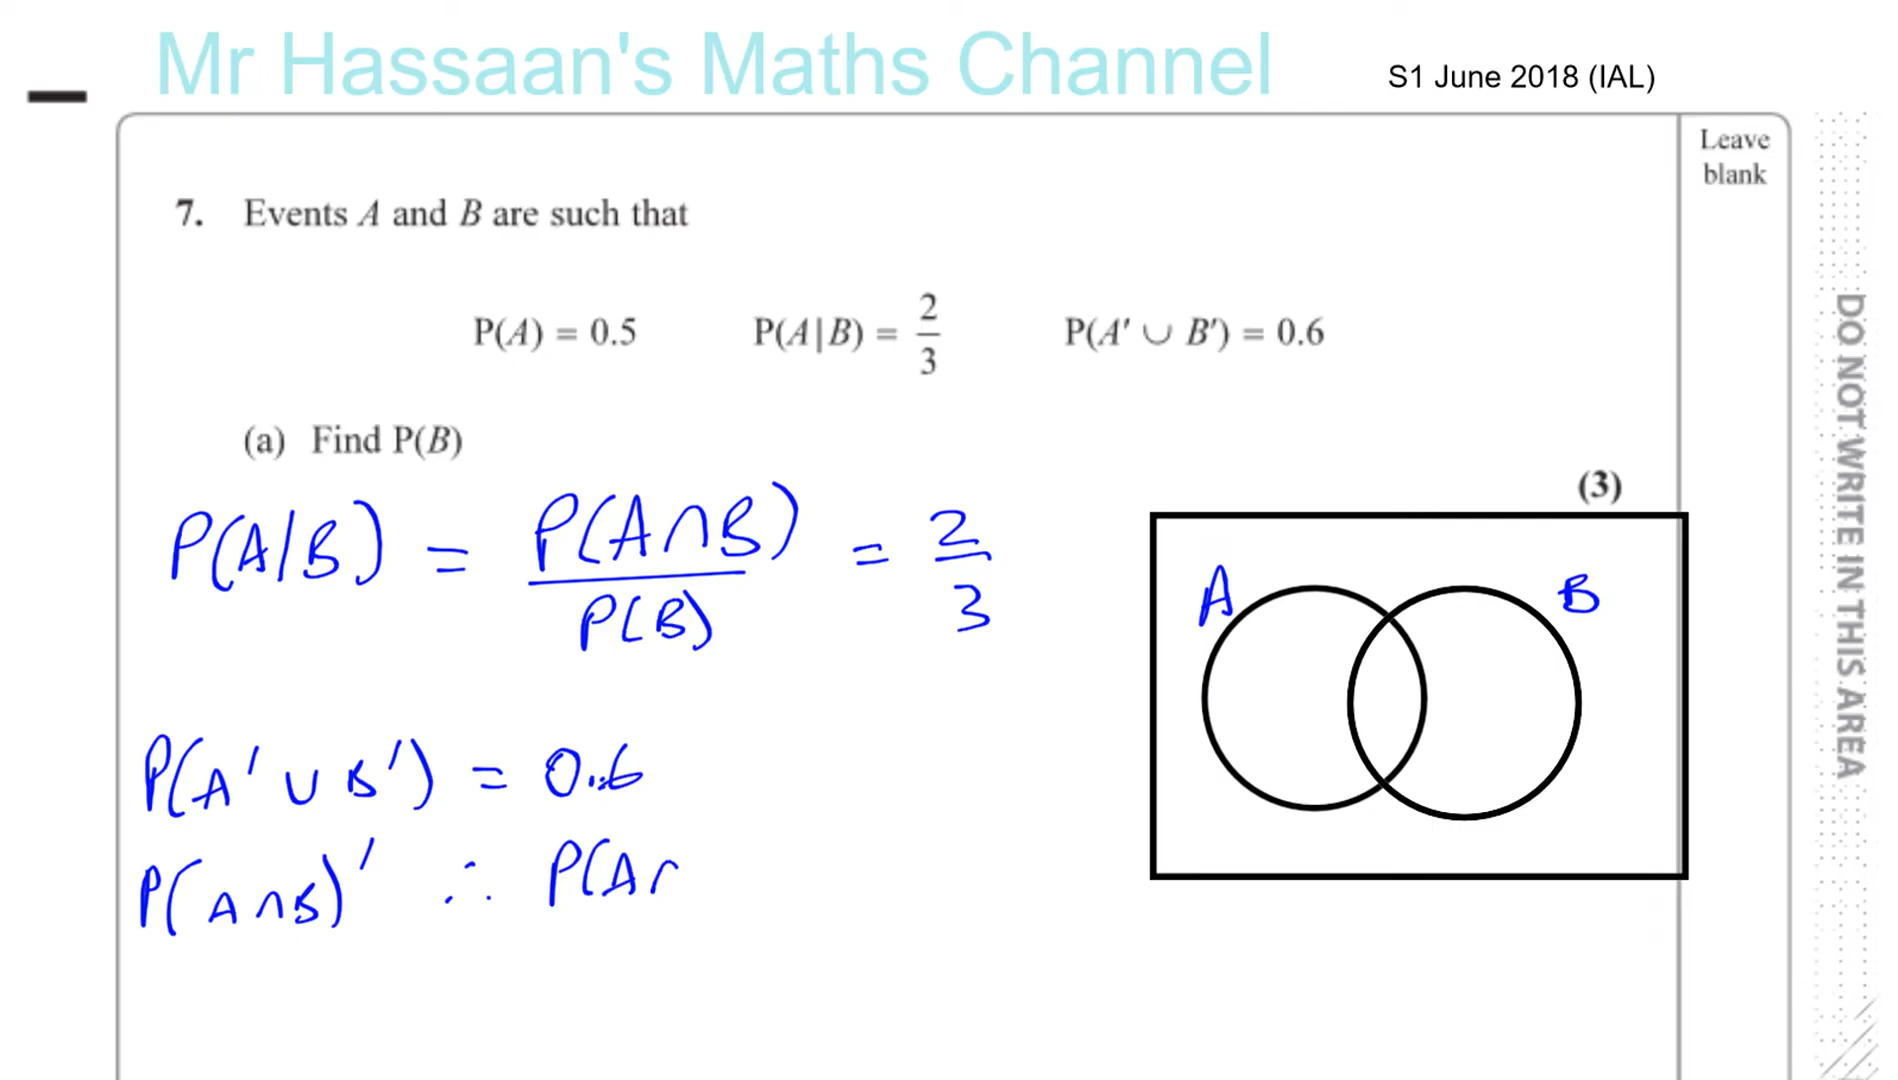 Mr Hassaan's Maths Channel
S1 June 2018 (IAL)
Leave
blank
7. Events A and B are such that
P(A) = 0.5 P(A|B) = 2/3 P(A′ ∪ B′) = 0.6
(a) Find P(B)
(3)
P(A/B) = P(A∩B)/P(B) = 2/3
A B
P(A′ ∪ B′) = 0.6
P(A∩B)′ ∴ P(A∩
DO NOT WRITE IN THIS AREA